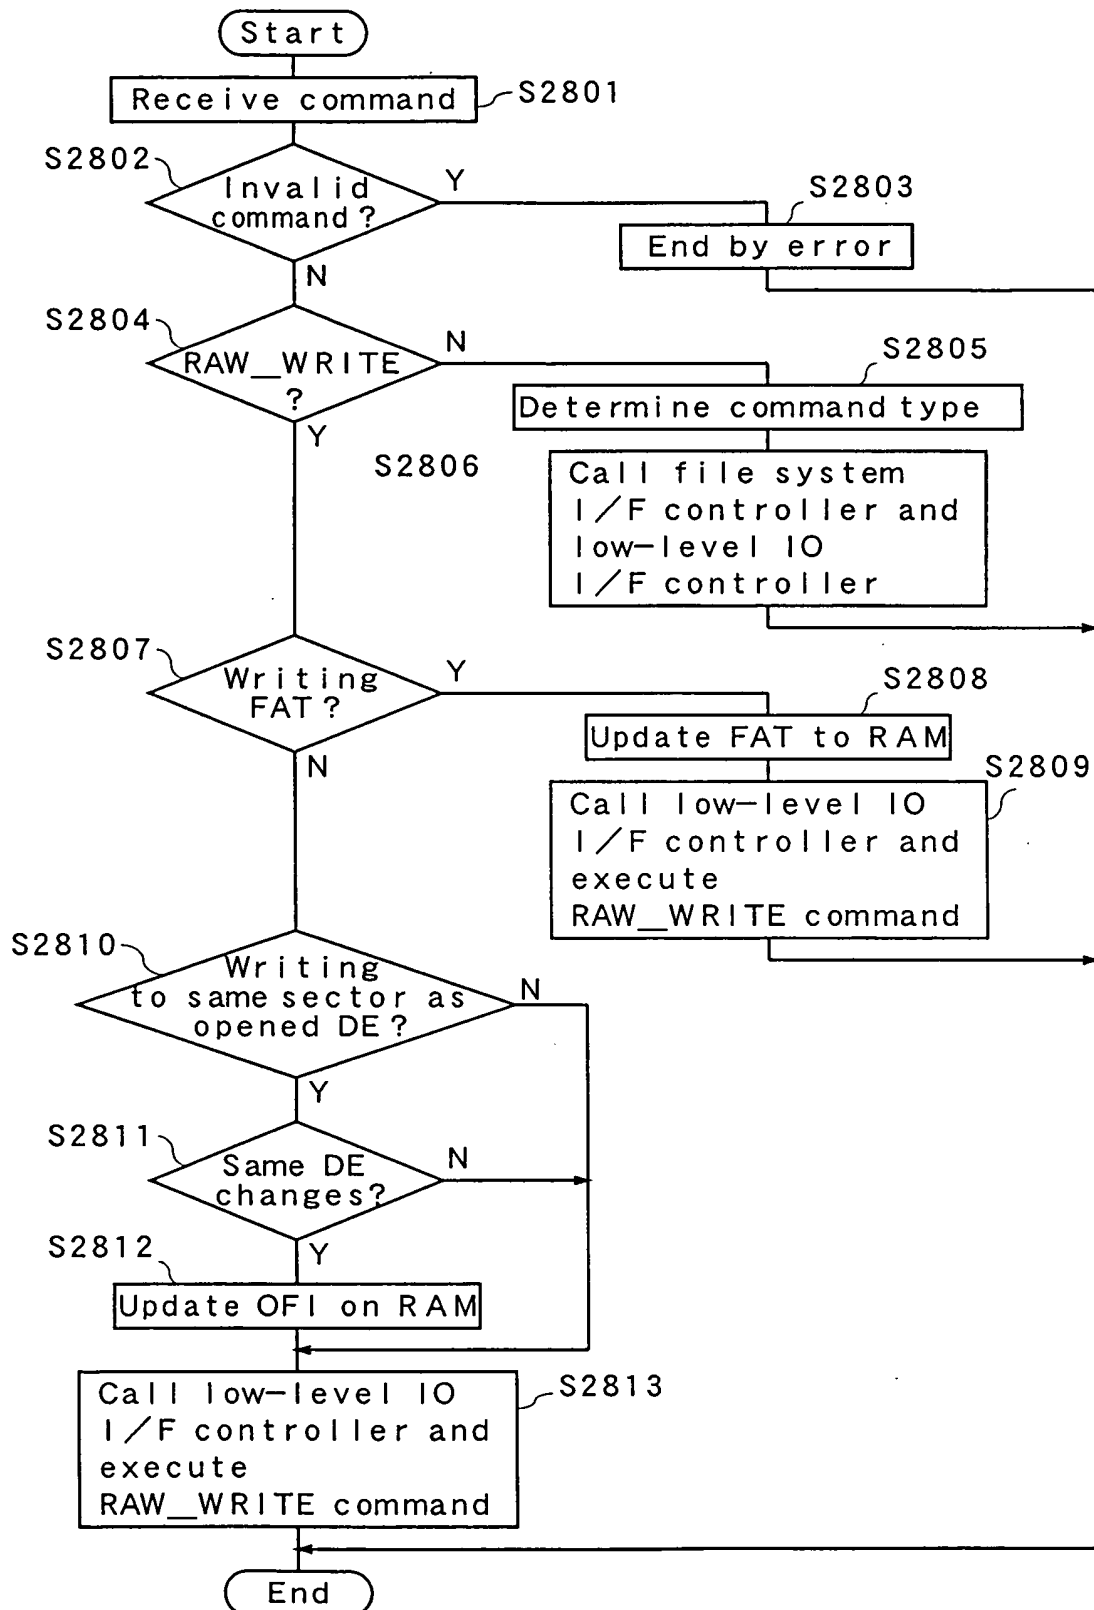 Start
Receive command
S2801
S2802
Invalid
command?
Y
N
S2803
End by error
S2804
RAW_WRITE
?
N
Y
S2805
Determine command type
S2806
Call file system
I/F controller and
low-level IO
I/F controller
S2807
Writing
FAT?
Y
N
S2808
Update FAT to RAM
S2809
Call low-level IO
I/F controller and
execute
RAW_WRITE command
S2810
Writing
to same sector as
opened DE?
N
Y
S2811
Same DE
changes?
N
Y
S2812
Update OFI on RAM
Call low-level IO
I/F controller and
execute
RAW_WRITE command
S2813
End